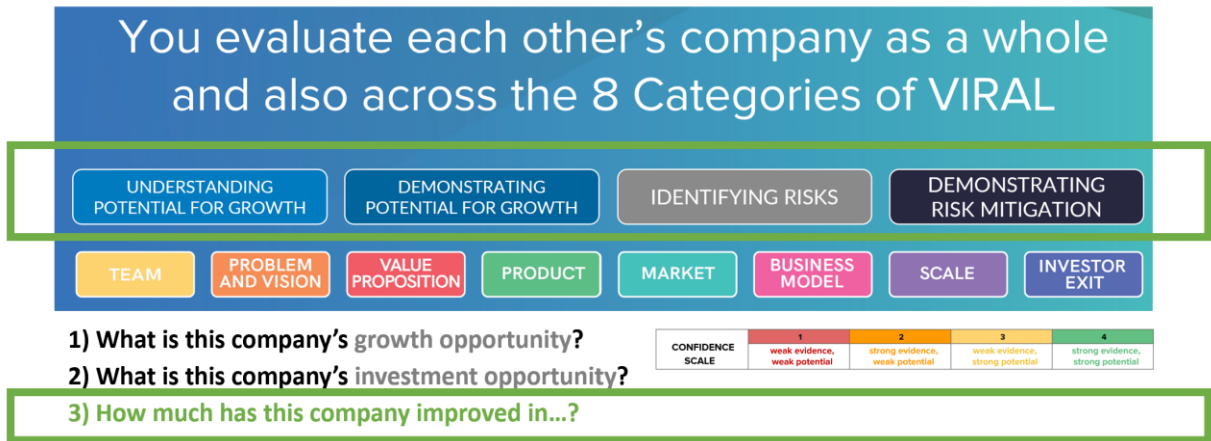 You evaluate each other's company as a whole
and also across the 8 Categories of VIRAL
UNDERSTANDING
POTENTIAL FOR GROWTH
DEMONSTRATING
POTENTIAL FOR GROWTH
IDENTIFYING RISKS
DEMONSTRATING
RISK MITIGATION
TEAM
PROBLEM
AND VISION
VALUE
PROPOSITION
PRODUCT
MARKET
BUSINESS
MODEL
SCALE
INVESTOR
EXIT
1) What is this company's growth opportunity?
2) What is this company's investment opportunity?
3) How much has this company improved in...?
CONFIDENCE
SCALE
1
weak evidence,
weak potential
2
strong evidence,
weak potential
3
weak evidence,
strong potential
4
strong evidence,
strong potential